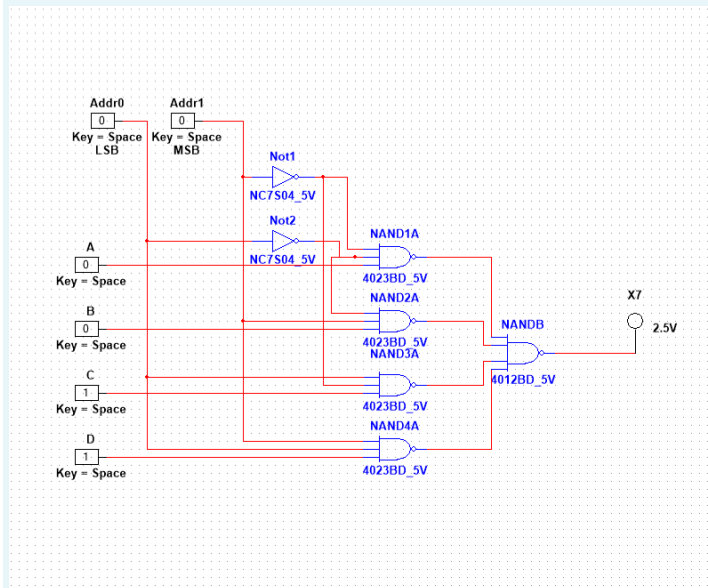 Addr0
0
Key = Space
LSB
Addr1
0
Key = Space
MSB
Not1
NC7S04_5V
Not2
NC7S04_5V
A
0
Key = Space
NAND1A
4023BD_5V
B
0
Key = Space
NAND2A
4023BD_5V
C
1
Key = Space
NAND3A
4023BD_5V
D
1
Key = Space
NAND4A
4023BD_5V
NANDB
4012BD_5V
X7
2.5V